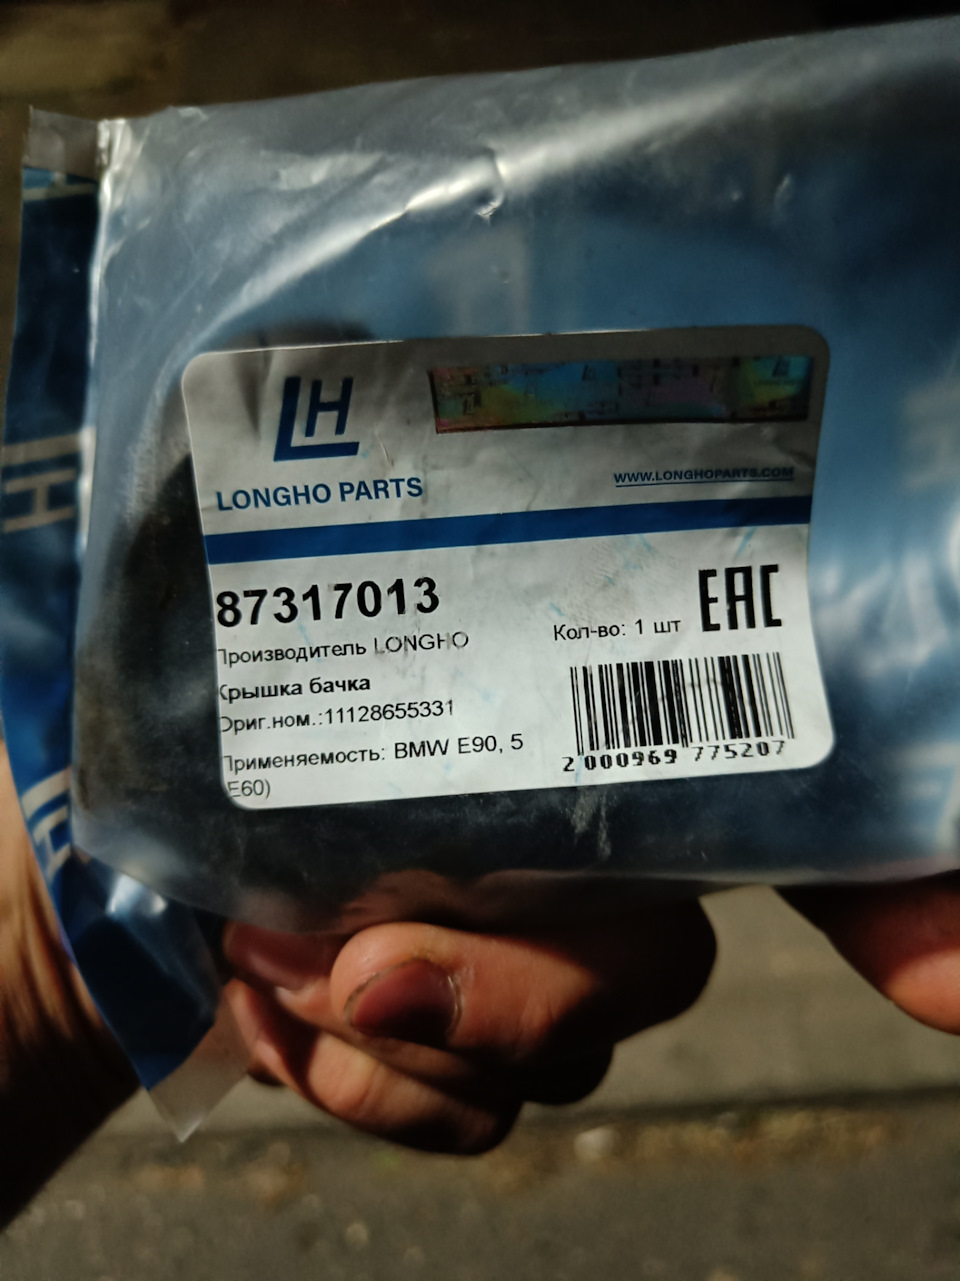 LH
LONGHO PARTS
WWW.LONGHOPARTS.COM
87317013
EAC
Производитель LONGHO
Кол-во: 1 шт
Крышка бачка
Ориг.ном.:11128655331
Применяемость: BMW E90, 5
E60)
2 000969 775207